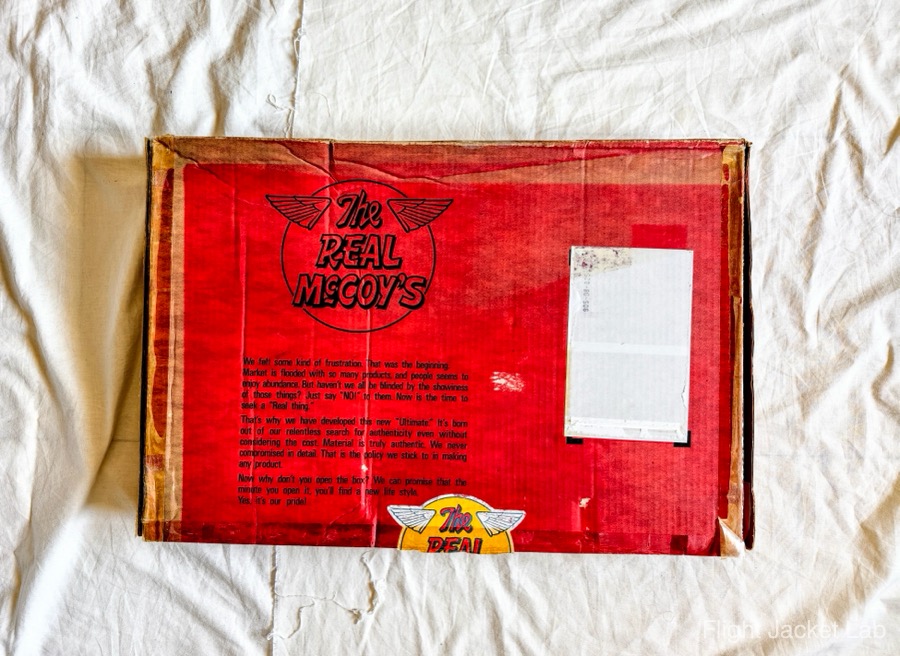 The
REAL
McCOY'S
We felt some kind of frustration. That was the beginning.
Market is flooded with so many products, and people seems to
enjoy abundance. But haven't we all be blinded by the showiness
of those things? Just say "NO!" to them. Now is the time to
seek a "Real thing."
That's why we have developed this new "Ultimate." It's born
out of our relentless search for authenticity even without
considering the cost. Material is truly authentic. We never
compromised in detail. That is the policy we stick to in making
any product.
Now why don't you open the box? We can promise that the
minute you open it, you'll find a new life style.
Yes, it's our pride!
The
REAL
Flight Jacket Lab